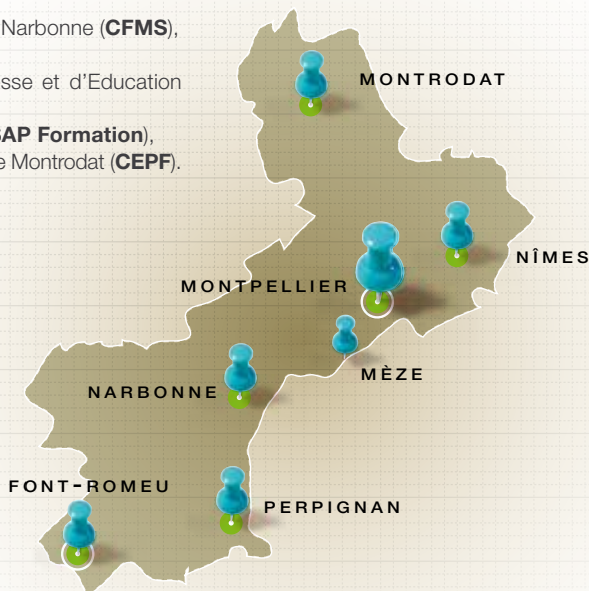 Narbonne (CFMS),
sse et d'Education
SAP Formation),
e Montrodat (CEPF).
MONTRODAT
NÎMES
MONTPELLIER
MÈZE
NARBONNE
FONT-ROMEU
PERPIGNAN